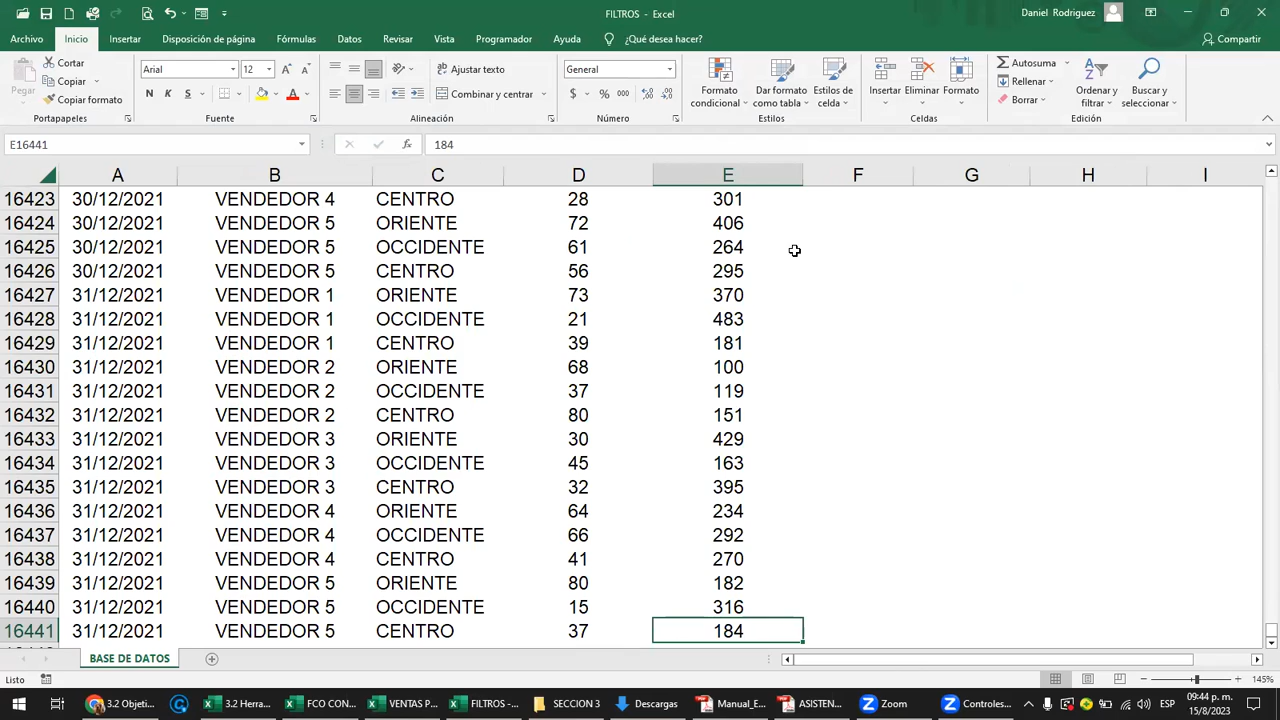 FILTROS - Excel
Daniel Rodriguez
Archivo Inicio Insertar Disposición de página Fórmulas Datos Revisar Vista Programador Ayuda ¿Qué desea hacer? Compartir
Pegar
Cortar
Copiar
Copiar formato
Portapapeles
Arial 12
N K S
Fuente
Ajustar texto
Combinar y centrar
Alineación
General
$ % 000
Número
Formato condicional
Dar formato como tabla
Estilos de celda
Estilos
Insertar Eliminar Formato
Celdas
Autosuma
Rellenar
Borrar
Ordenar y filtrar
Buscar y seleccionar
Edición
E16441 fx 184
A B C D E F G H I
16423 30/12/2021 VENDEDOR 4 CENTRO 28 301
16424 30/12/2021 VENDEDOR 5 ORIENTE 72 406
16425 30/12/2021 VENDEDOR 5 OCCIDENTE 61 264
16426 30/12/2021 VENDEDOR 5 CENTRO 56 295
16427 31/12/2021 VENDEDOR 1 ORIENTE 73 370
16428 31/12/2021 VENDEDOR 1 OCCIDENTE 21 483
16429 31/12/2021 VENDEDOR 1 CENTRO 39 181
16430 31/12/2021 VENDEDOR 2 ORIENTE 68 100
16431 31/12/2021 VENDEDOR 2 OCCIDENTE 37 119
16432 31/12/2021 VENDEDOR 2 CENTRO 80 151
16433 31/12/2021 VENDEDOR 3 ORIENTE 30 429
16434 31/12/2021 VENDEDOR 3 OCCIDENTE 45 163
16435 31/12/2021 VENDEDOR 3 CENTRO 32 395
16436 31/12/2021 VENDEDOR 4 ORIENTE 64 234
16437 31/12/2021 VENDEDOR 4 OCCIDENTE 66 292
16438 31/12/2021 VENDEDOR 4 CENTRO 41 270
16439 31/12/2021 VENDEDOR 5 ORIENTE 80 182
16440 31/12/2021 VENDEDOR 5 OCCIDENTE 15 316
16441 31/12/2021 VENDEDOR 5 CENTRO 37 184
BASE DE DATOS
Listo 145%
3.2 Objeti... 3.2 Herra... FCO CON... VENTAS P... FILTROS -... SECCION 3 Descargas Manual_E... ASISTEN... Zoom Controles... ESP
09:44 p. m.
15/8/2023